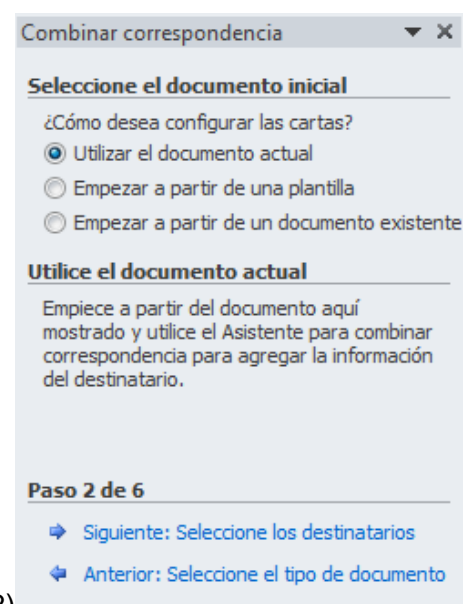 Combinar correspondencia
Seleccione el documento inicial
¿Cómo desea configurar las cartas?
Utilizar el documento actual
Empezar a partir de una plantilla
Empezar a partir de un documento existente
Utilice el documento actual
Empiece a partir del documento aquí
mostrado y utilice el Asistente para combinar
correspondencia para agregar la información
del destinatario.
Paso 2 de 6
Siguiente: Seleccione los destinatarios
Anterior: Seleccione el tipo de documento